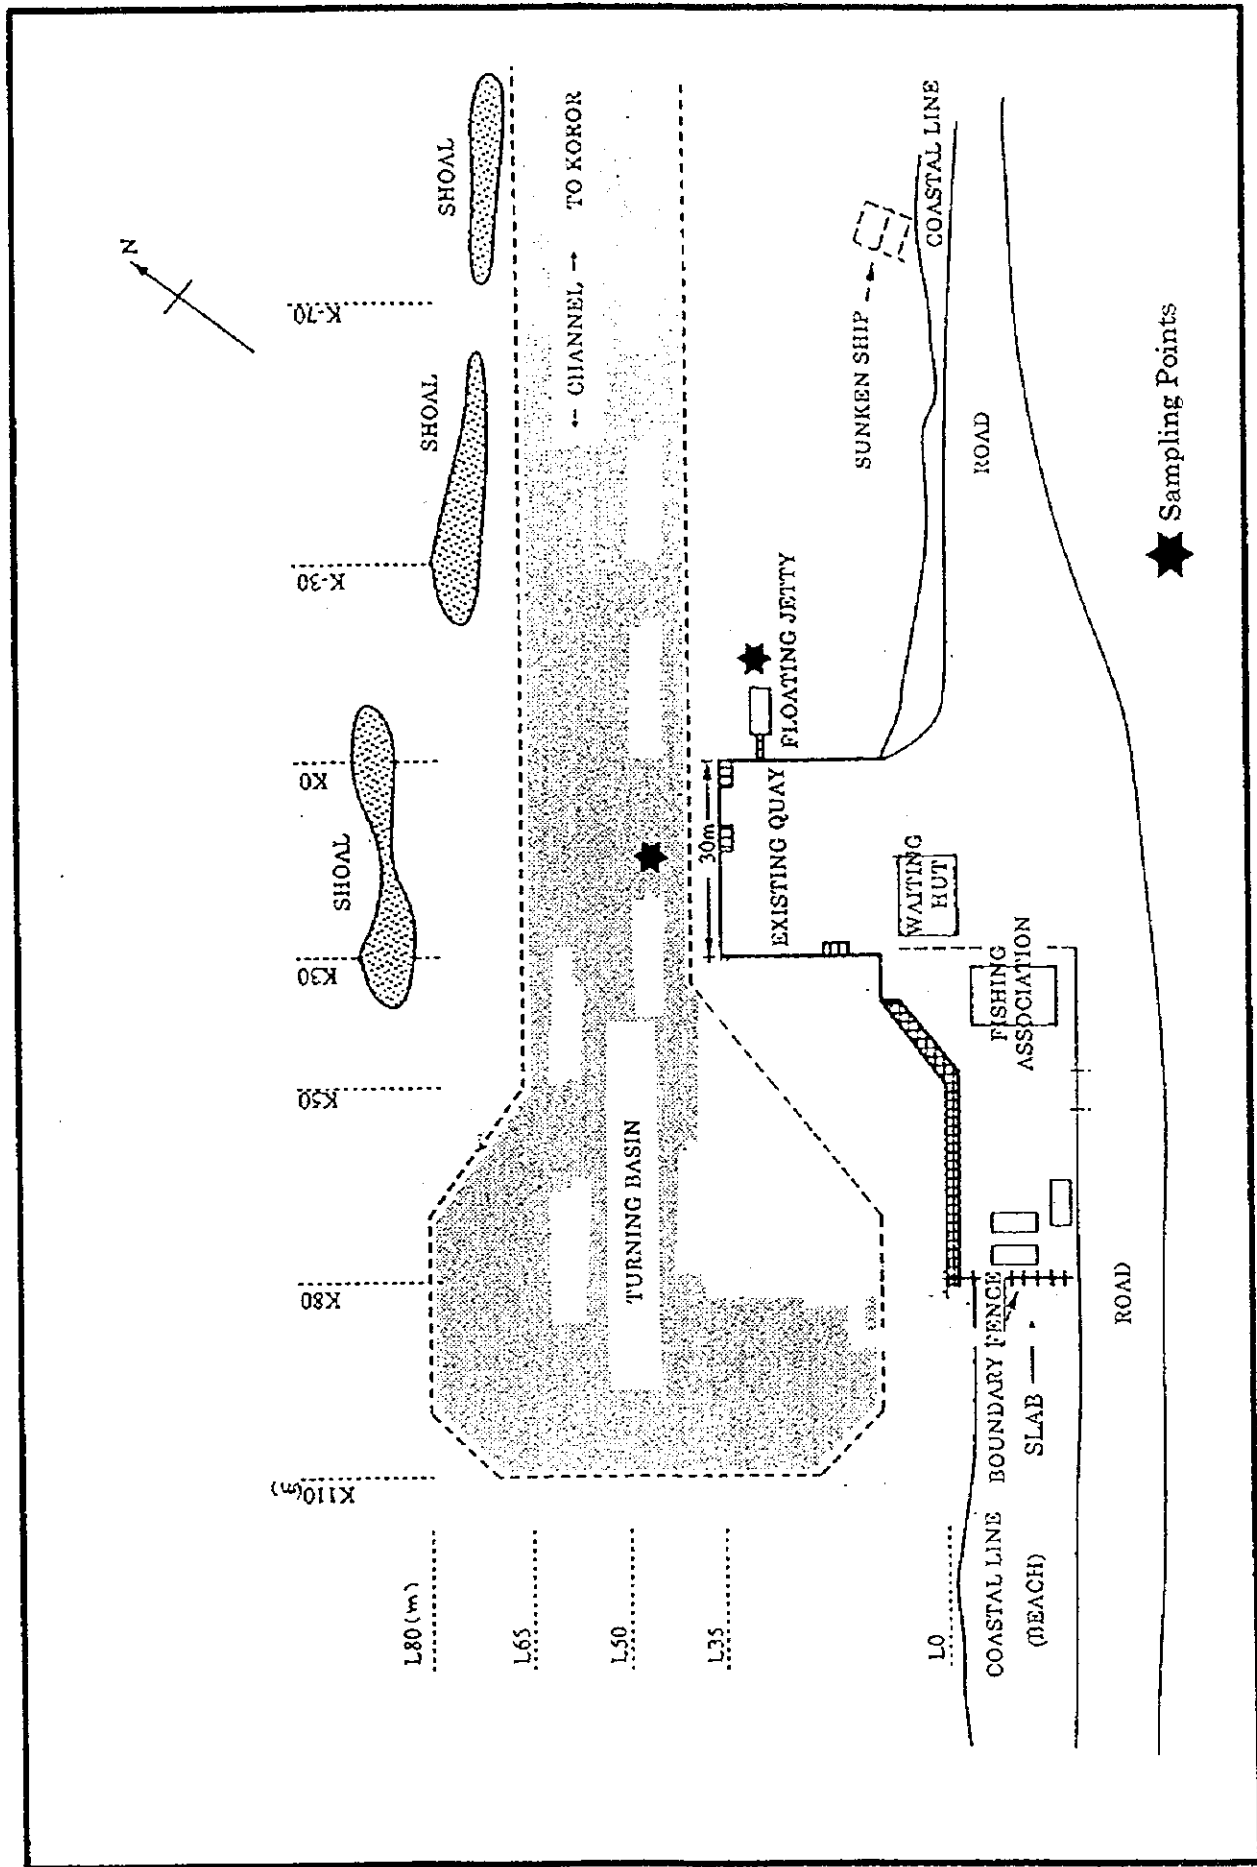 N
SHOAL
SHOAL
SHOAL
K-70
K-30
K0
K30
K50
K80
K110(m)
← CHANNEL → TO KOROR
TURNING BASIN
L80(m)
L65
L50
L35
L0
30m
EXISTING QUAY
FLOATING JETTY
SUNKEN SHIP
COASTAL LINE
ROAD
WAITING
HUT
FISHING
ASSOCIATION
BOUNDARY FENCE
SLAB
COASTAL LINE
(BEACH)
ROAD
Sampling Points